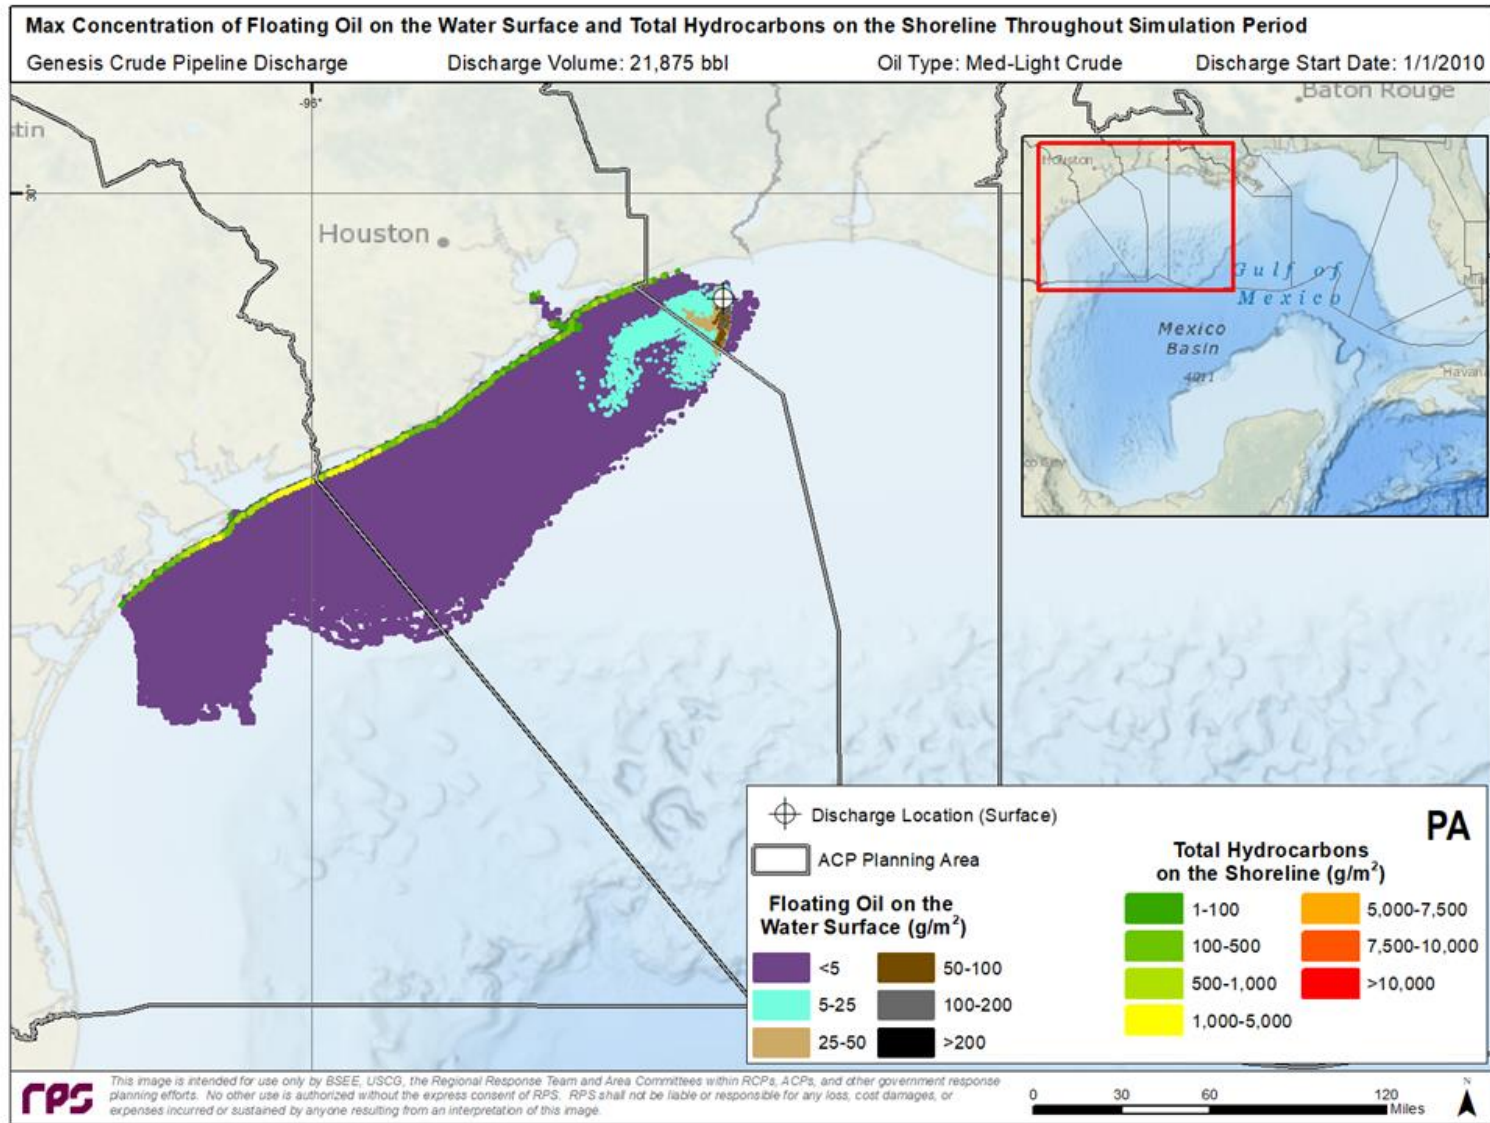 Max Concentration of Floating Oil on the Water Surface and Total Hydrocarbons on the Shoreline Throughout Simulation Period
Genesis Crude Pipeline Discharge Discharge Volume: 21,875 bbl Oil Type: Med-Light Crude Discharge Start Date: 1/1/2010
-96°
Baton Rouge
tin
30°
Houston
Houston
Gulf of
Mexico
Mexico
Basin
4011
Havana
Discharge Location (Surface)
ACP Planning Area
PA
Floating Oil on the
Water Surface (g/m²)
<5
50-100
5-25
100-200
25-50
>200
Total Hydrocarbons
on the Shoreline (g/m²)
1-100
5,000-7,500
100-500
7,500-10,000
500-1,000
>10,000
1,000-5,000
rps
This image is intended for use only by BSEE, USCG, the Regional Response Team and Area Committees within RCPs, ACPs, and other government response
planning efforts. No other use is authorized without the express consent of RPS. RPS shall not be liable or responsible for any loss, cost damages, or
expenses incurred or sustained by anyone resulting from an interpretation of this image.
0 30 60 120
Miles
N